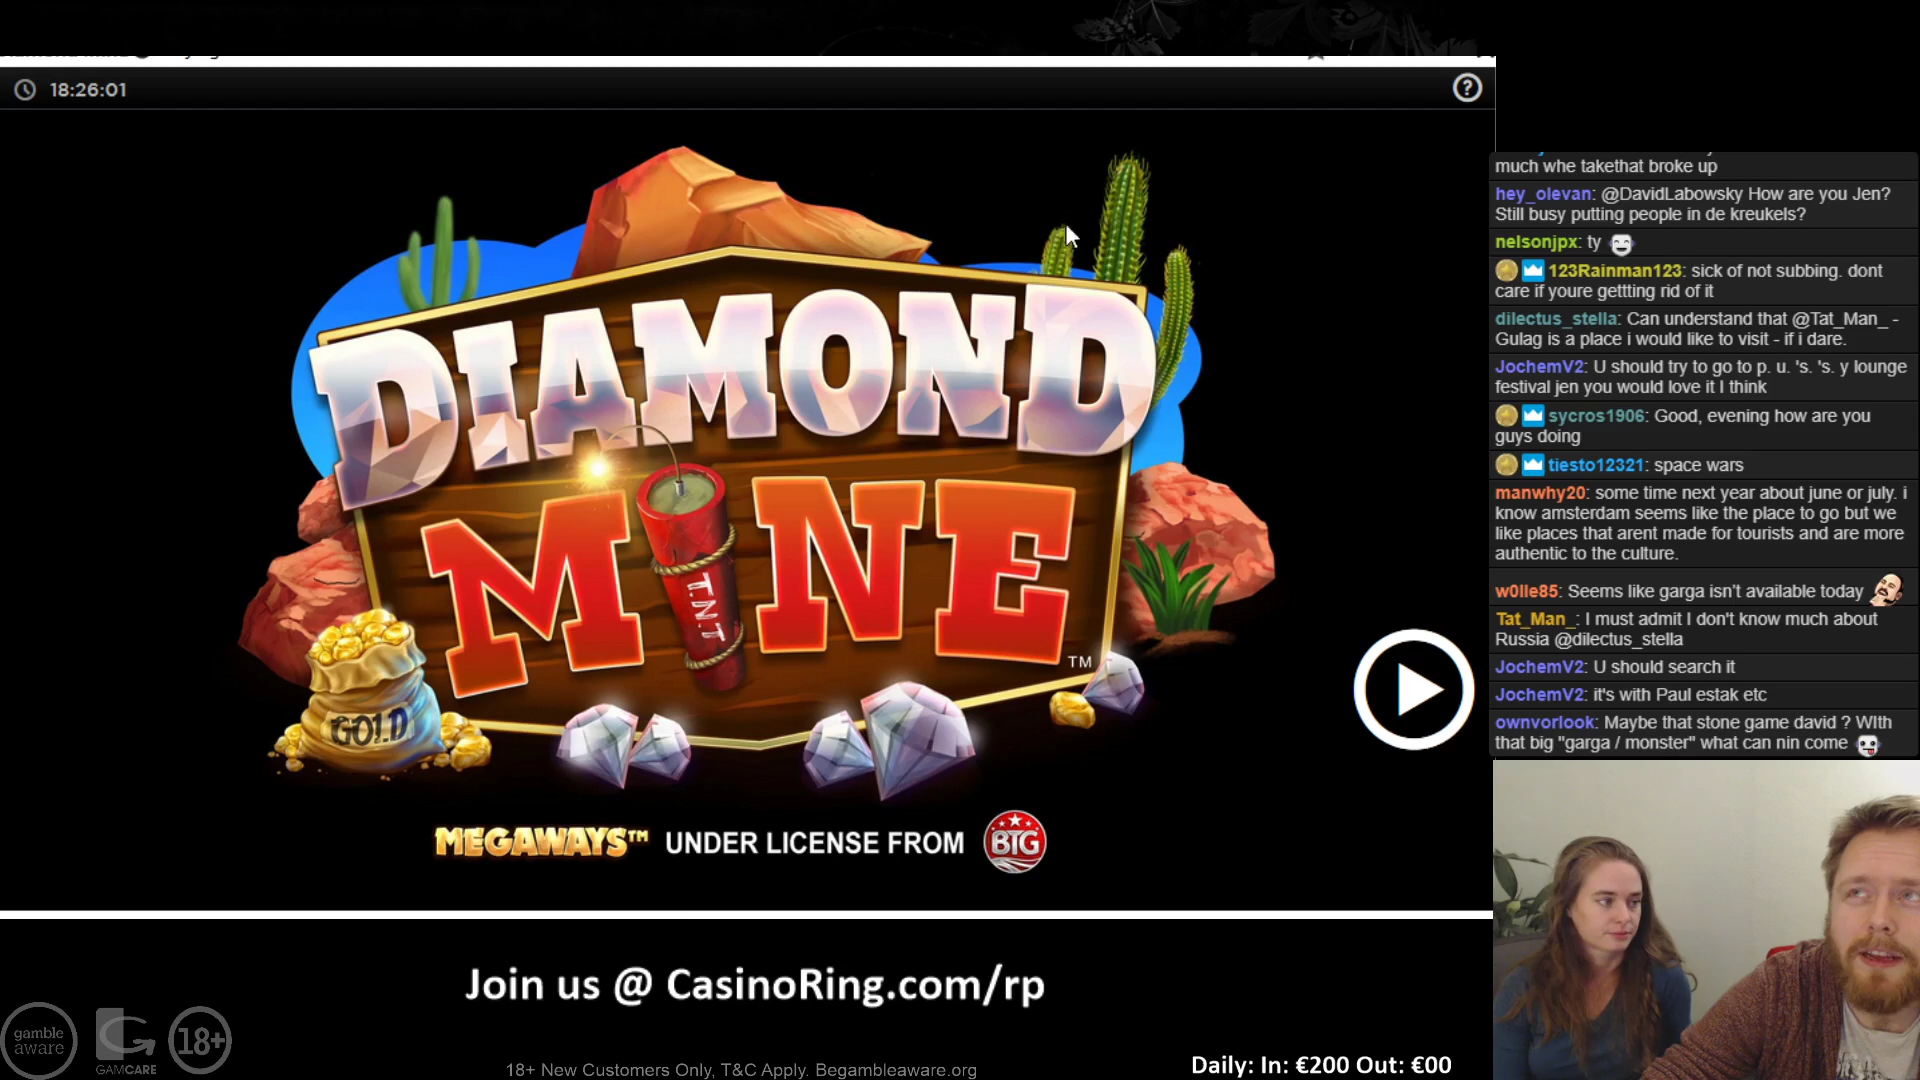 18:26:01
?
DIAMOND
MINE
T.N.T
TM
GOLD
MEGAWAYS™ UNDER LICENSE FROM BTG
much whe takethat broke up
hey_olevan: @DavidLabowsky How are you Jen?
Still busy putting people in de kreukels?
nelsonjpx: ty
123Rainman123: sick of not subbing. dont
care if youre gettting rid of it
dilectus_stella: Can understand that @Tat_Man_ -
Gulag is a place i would like to visit - if i dare.
JochemV2: U should try to go to p. u. 's. 's. y lounge
festival jen you would love it I think
sycros1906: Good, evening how are you
guys doing
tiesto12321: space wars
manwhy20: some time next year about june or july. i
know amsterdam seems like the place to go but we
like places that arent made for tourists and are more
authentic to the culture.
w0lle85: Seems like garga isn't available today
Tat_Man_: I must admit I don't know much about
Russia @dilectus_stella
JochemV2: U should search it
JochemV2: it's with Paul estak etc
ownvorlook: Maybe that stone game david ? WIth
that big "garga / monster" what can nin come
Join us @ CasinoRing.com/rp
gamble
aware
GAMCARE
18+
18+ New Customers Only, T&C Apply. Begambleaware.org
Daily: In: €200 Out: €00